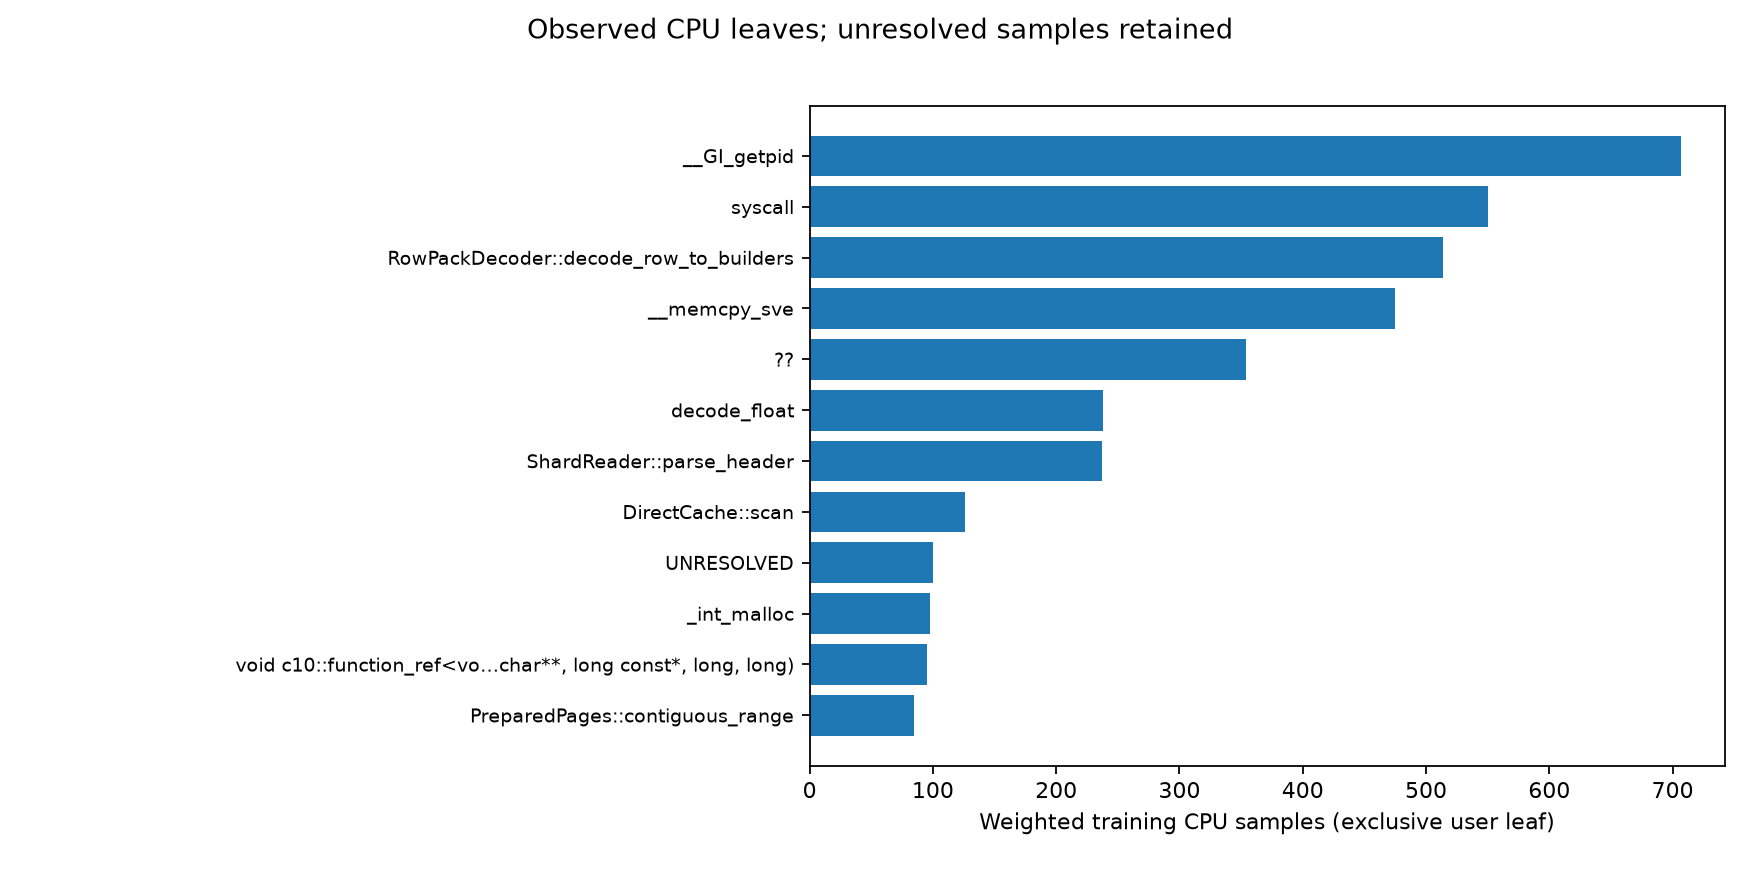 Observed CPU leaves; unresolved samples retained
__GI_getpid
syscall
RowPackDecoder::decode_row_to_builders
__memcpy_sve
??
decode_float
ShardReader::parse_header
DirectCache::scan
UNRESOLVED
_int_malloc
void c10::function_ref<vo...char**, long const*, long, long)
PreparedPages::contiguous_range
0 100 200 300 400 500 600 700
Weighted training CPU samples (exclusive user leaf)